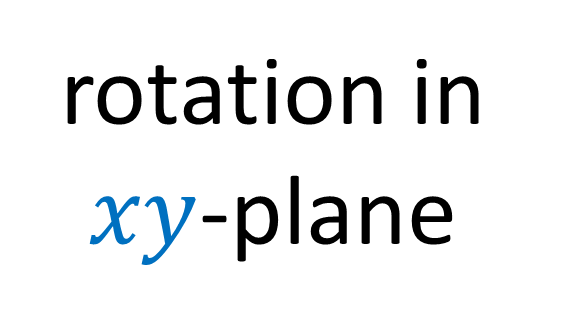 rotation in
𝑥𝑦-plane